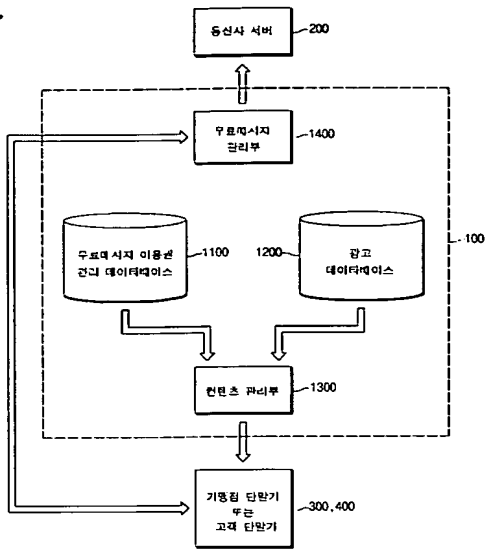 통신사 서버
200
무료메시지
관리부
1400
무료메시지 이용권
관리 데이터베이스
1100
1200
광고
데이터베이스
100
컨텐츠 관리부
1300
가맹점 단말기
또는
고객 단말기
300,400